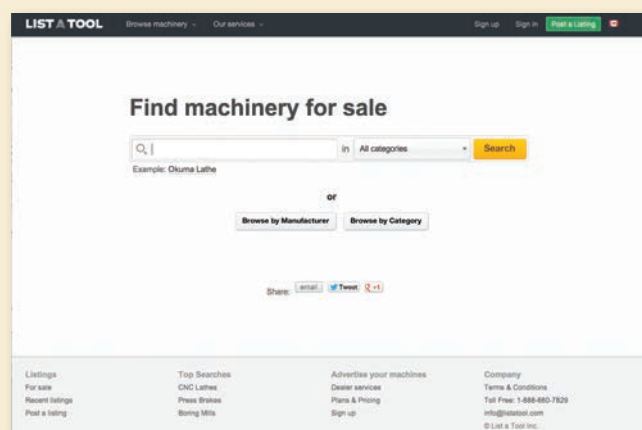 LIST A TOOL Browse machinery Our services Sign up Sign in Post a Listing
Find machinery for sale
in All categories Search
Example: Okuma Lathe
or
Browse by Manufacturer Browse by Category
Share: email Tweet +1
Listings Top Searches Advertise your machines Company
For sale CNC Lathes Dealer services Terms & Conditions
Recent listings Press Brakes Plans & Pricing Toll Free: 1-888-680-7829
Post a listing Boring Mills Sign up info@listatool.com
© List a Tool Inc.